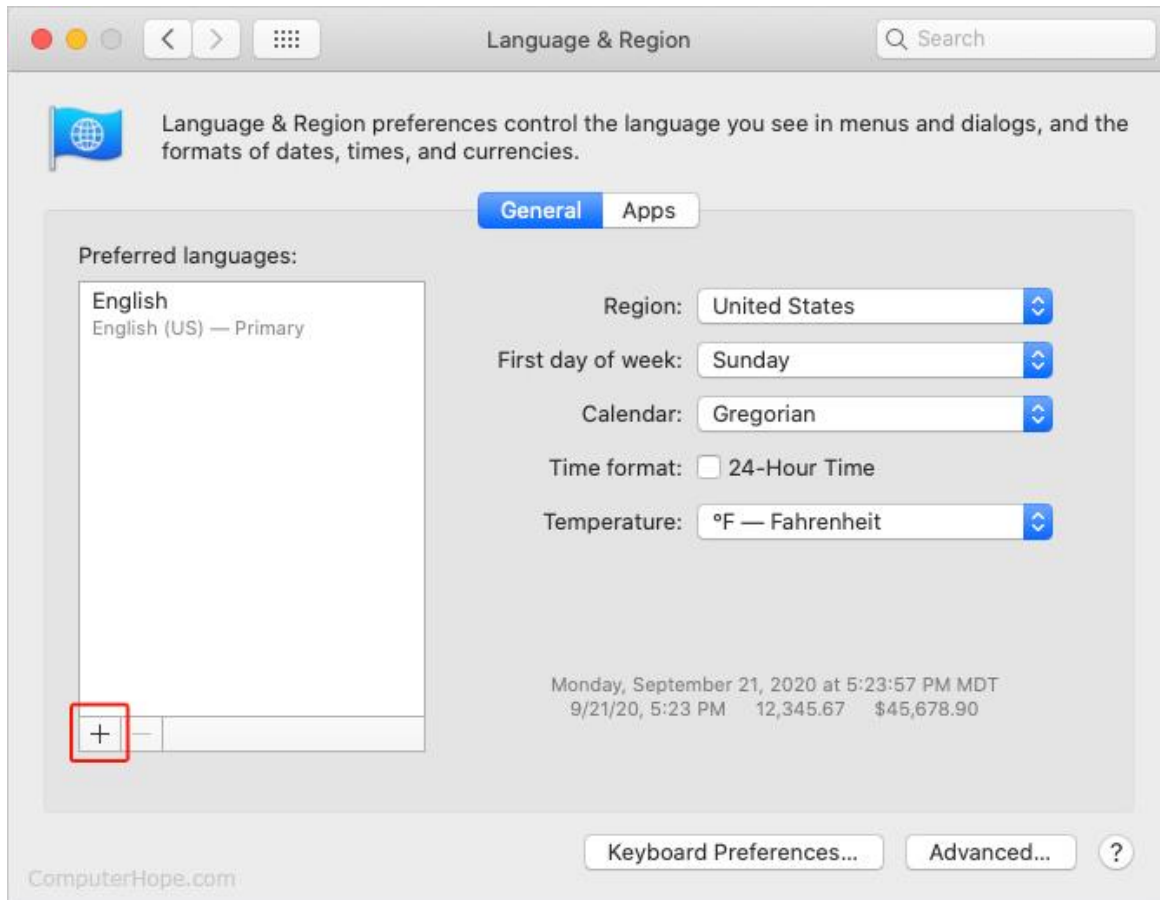 Language & Region
Search
Language & Region preferences control the language you see in menus and dialogs, and the
formats of dates, times, and currencies.
General
Apps
Preferred languages:
English
English (US) — Primary
Region:
United States
First day of week:
Sunday
Calendar:
Gregorian
Time format:
24-Hour Time
Temperature:
°F — Fahrenheit
Monday, September 21, 2020 at 5:23:57 PM MDT
9/21/20, 5:23 PM 12,345.67 $45,678.90
+
—
Keyboard Preferences...
Advanced...
?
ComputerHope.com